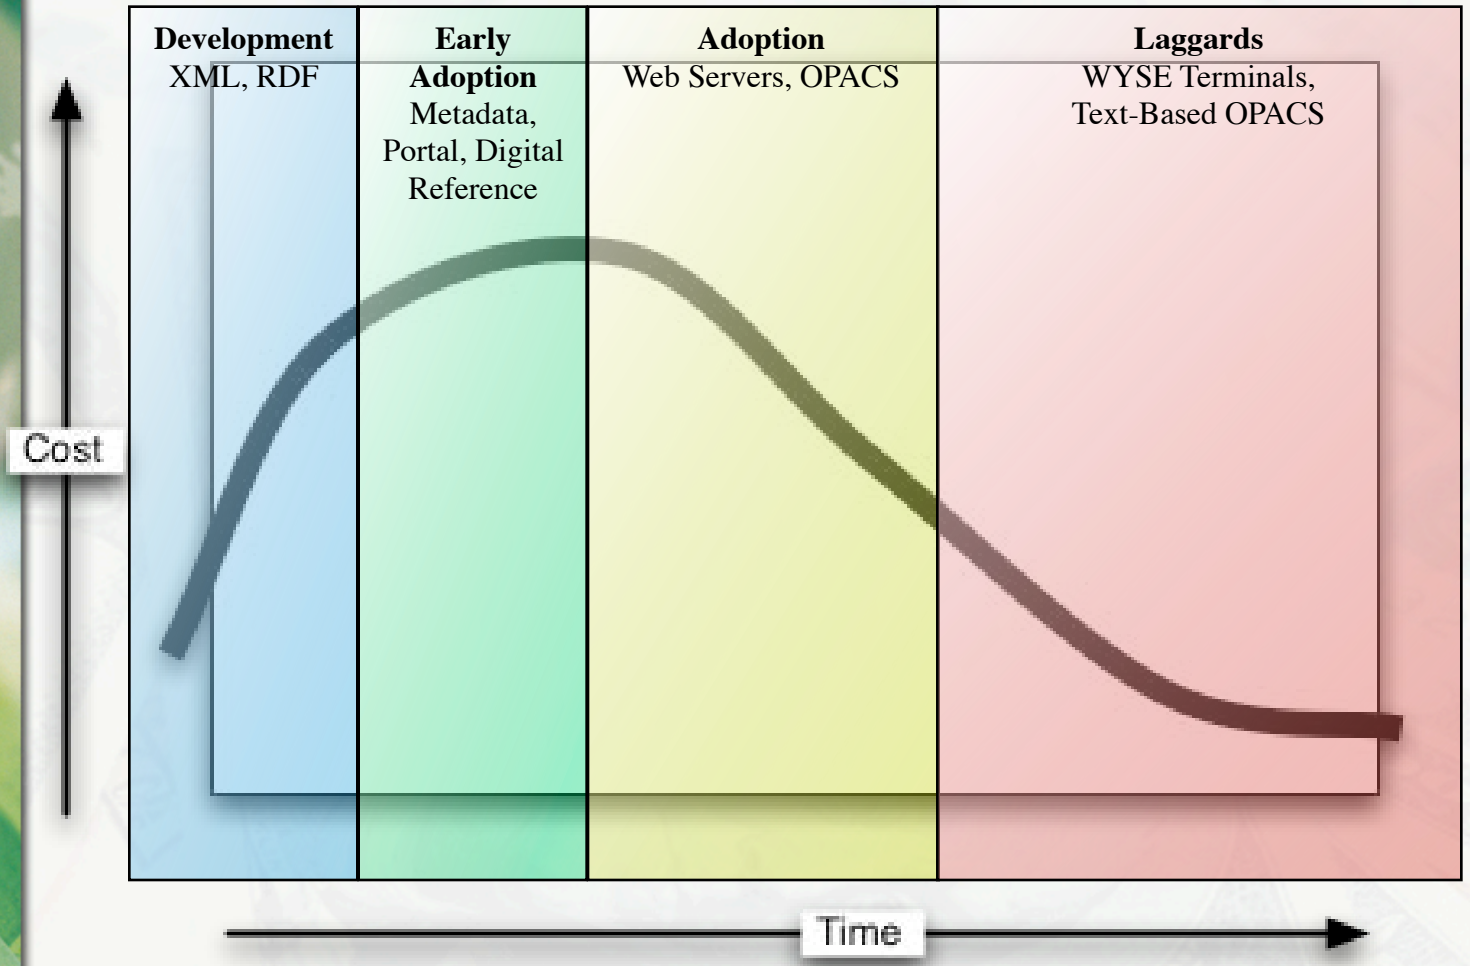 Development
XML, RDF
Early
Adoption
Metadata,
Portal, Digital
Reference
Adoption
Web Servers, OPACS
Laggards
WYSE Terminals,
Text-Based OPACS
Cost
Time